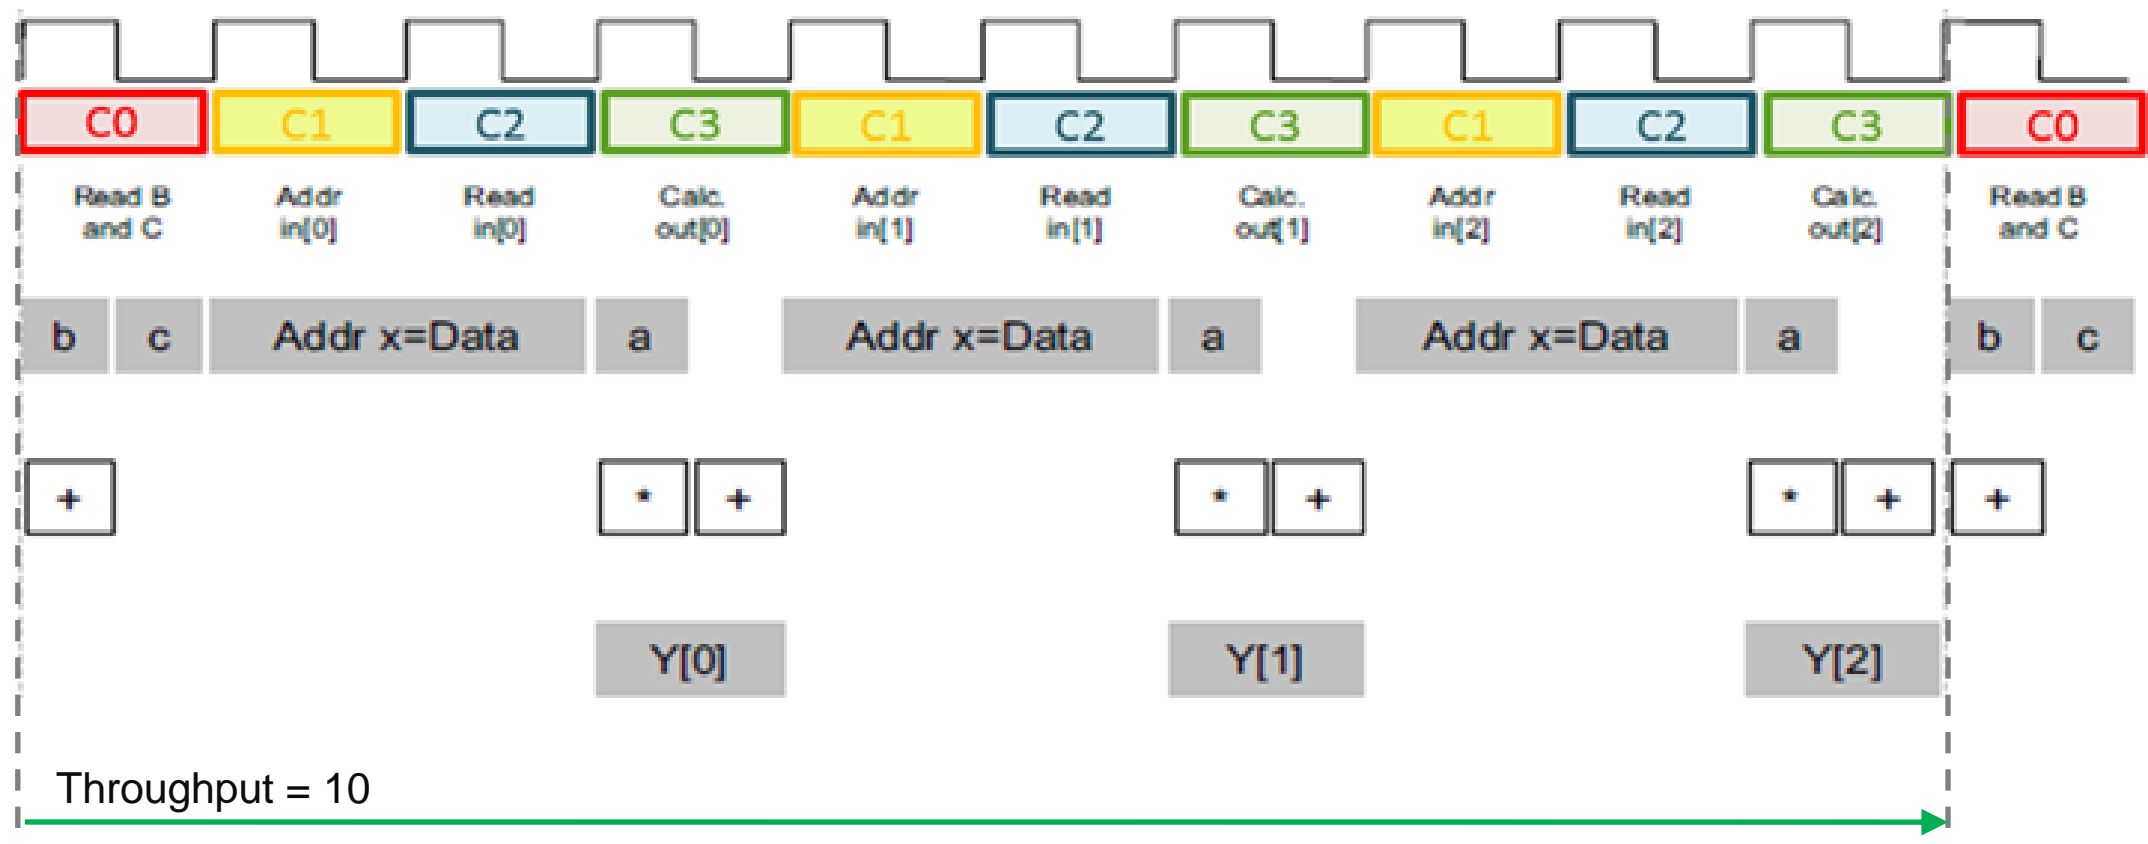 C0 C1 C2 C3 C1 C2 C3 C1 C2 C3 C0
Read B Addr Read Calc. Addr Read Calc. Addr Read Calc. Read B
and C in[0] in[0] out[0] in[1] in[1] out[1] in[2] in[2] out[2] and C
b c Addr x=Data a Addr x=Data a Addr x=Data a b c
+ * + * + * + +
Y[0] Y[1] Y[2]
Throughput = 10